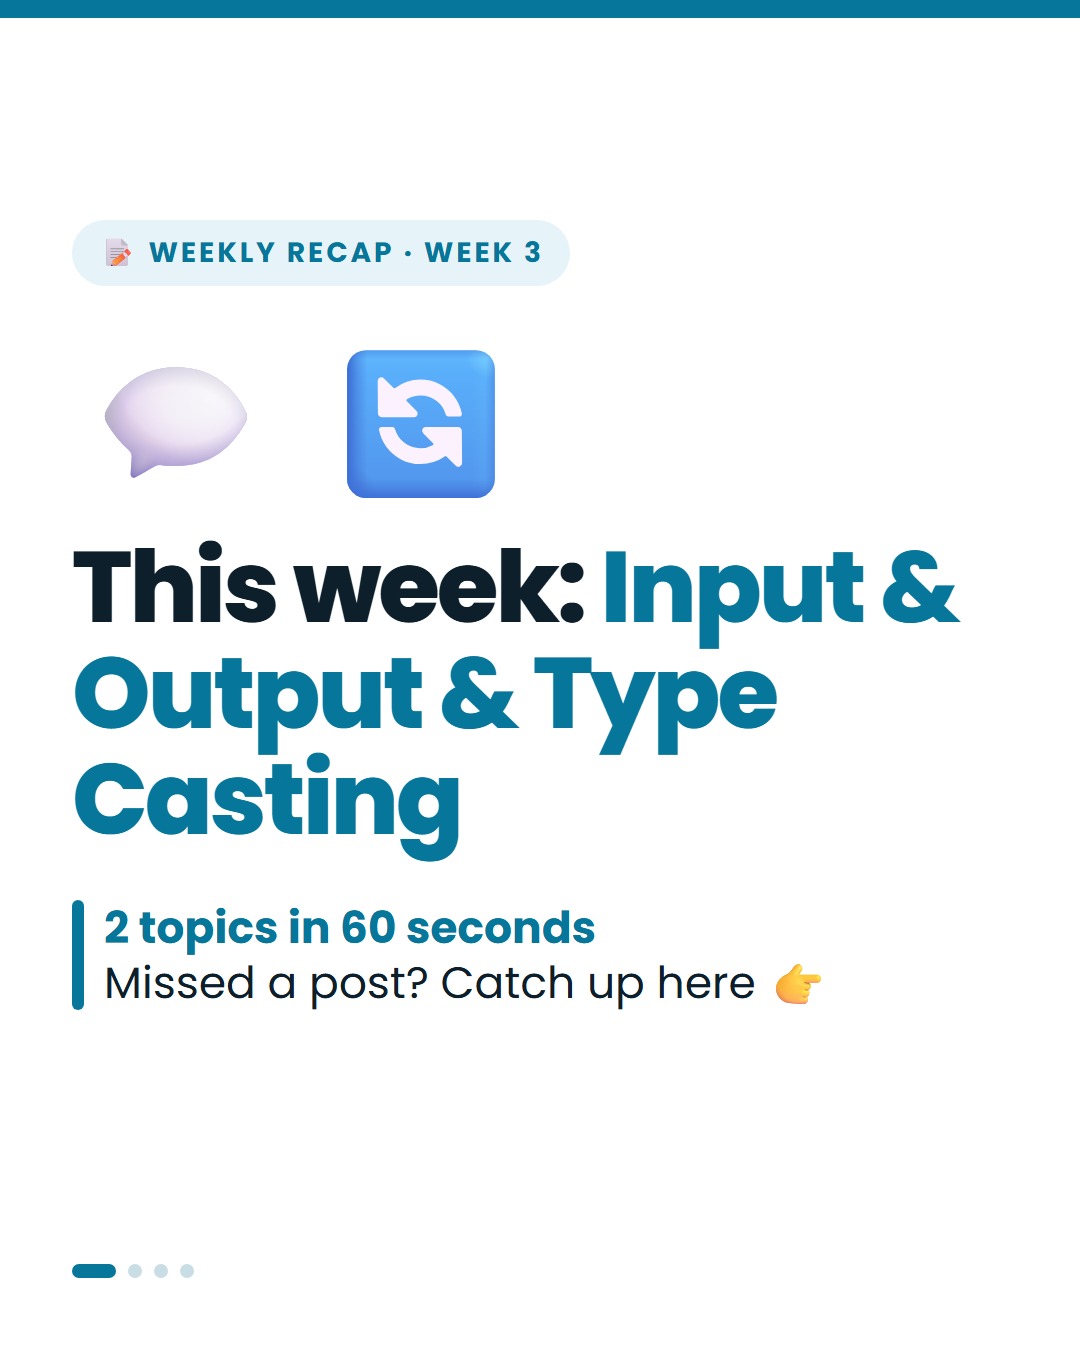 WEEKLY RECAP · WEEK 3
This week: Input &
Output & Type
Casting
2 topics in 60 seconds
Missed a post? Catch up here 👉